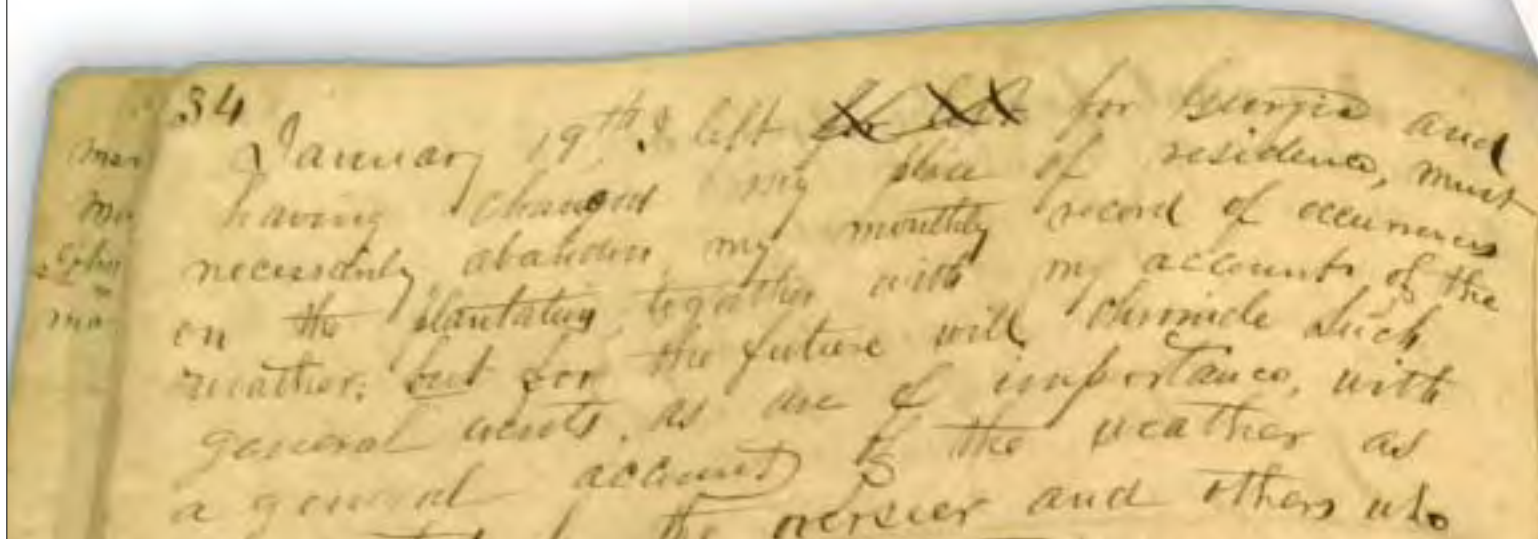 34
January 19th I left for Georgia and
having changed my place of residence, must
necessarily abandon my monthly record of occurrences
on the plantation, together with my accounts of the
weather; but for the future will chronicle such
general events, as are of importance, with
a general account of the weather as
by the overseer and others who